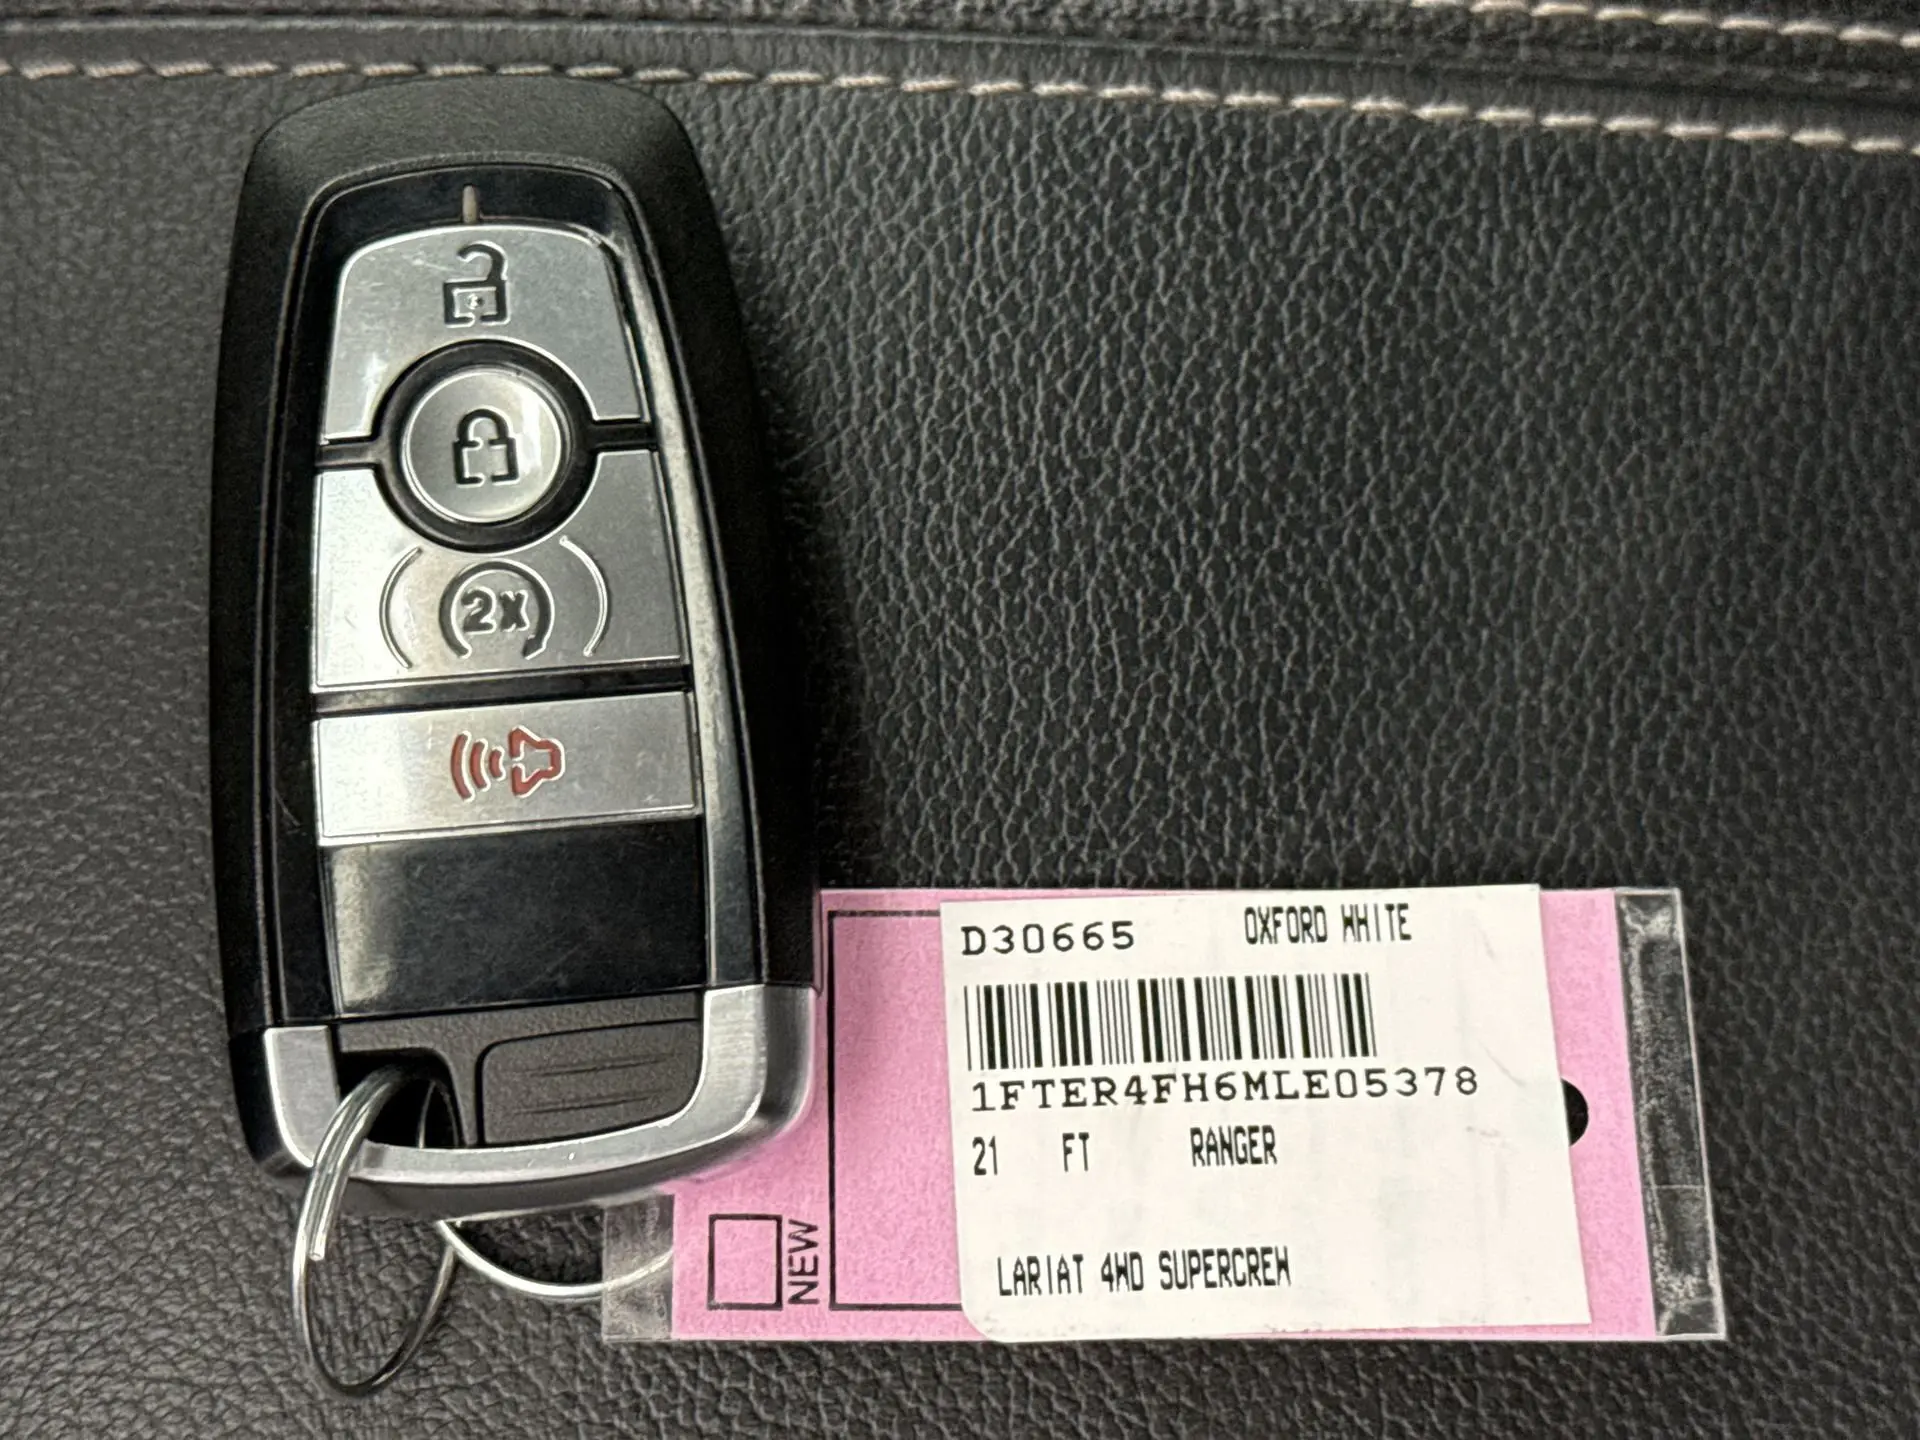 2X
D30665 OXFORD WHITE
1FTER4FH6MLE05378
21 FT RANGER
LARIAT 4WD SUPERCREW
NEW